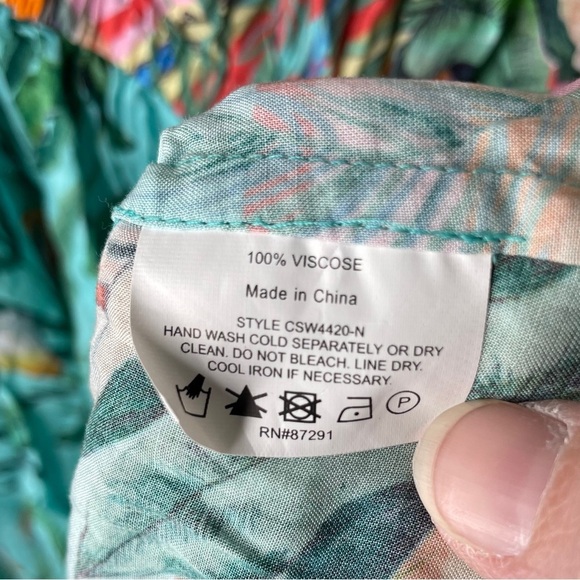 100% VISCOSE
Made in China
STYLE CSW4420-N
HAND WASH COLD SEPARATELY OR DRY
CLEAN. DO NOT BLEACH. LINE DRY.
COOL IRON IF NECESSARY.
P
RN#87291